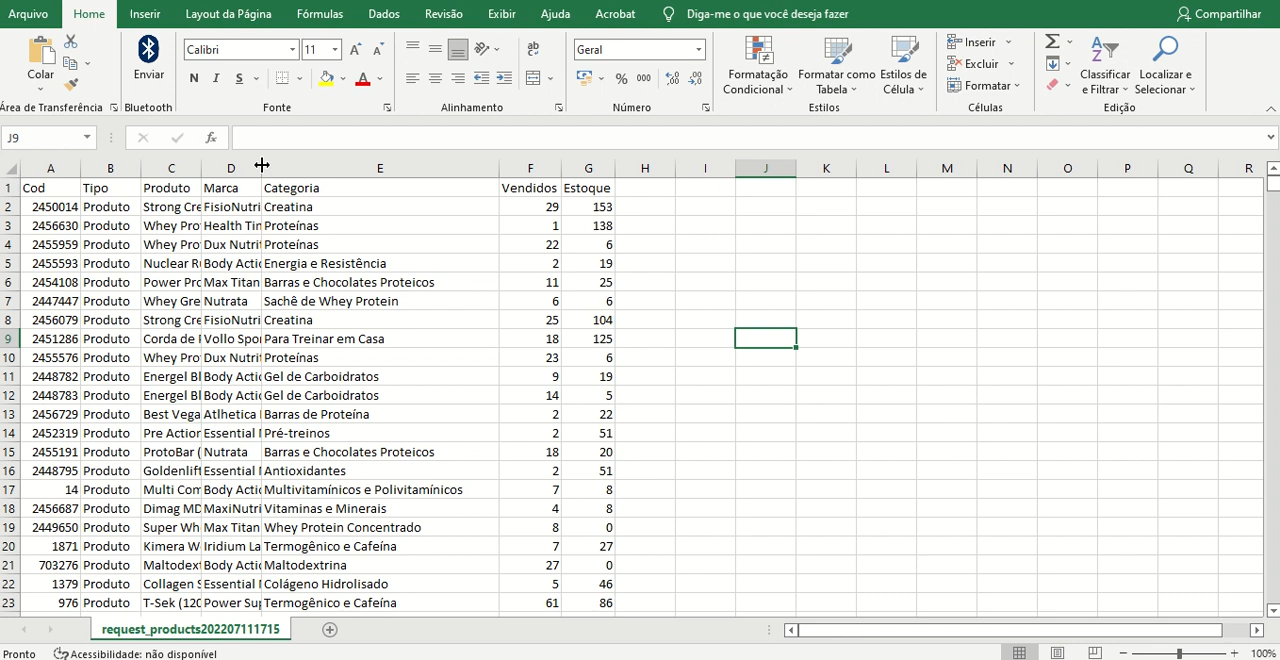 Arquivo Home Inserir Layout da Página Fórmulas Dados Revisão Exibir Ajuda Acrobat Diga-me o que você deseja fazer Compartilhar
Colar
Área de Transferência
Enviar
Bluetooth
Calibri 11
N I S A
Fonte
ab
Alinhamento
Geral
% 000
Número
Formatação Condicional
Formatar como Tabela
Estilos de Célula
Estilos
Inserir
Excluir
Formatar
Células
Classificar e Filtrar
Localizar e Selecionar
Edição
J9 fx
A B C D E F G H I J K L M N O P Q R
1 Cod Tipo Produto Marca Categoria Vendidos Estoque
2 2450014 Produto Strong Cre FisioNutri Creatina 29 153
3 2456630 Produto Whey Pro Health Tim Proteínas 1 138
4 2455959 Produto Whey Pro Dux Nutrit Proteínas 22 6
5 2455593 Produto Nuclear R Body Actio Energia e Resistência 2 19
6 2454108 Produto Power Pro Max Titan Barras e Chocolates Proteicos 11 25
7 2447447 Produto Whey Gre Nutrata Sachê de Whey Protein 6 6
8 2456079 Produto Strong Cre FisioNutri Creatina 25 104
9 2451286 Produto Corda de Vollo Spor Para Treinar em Casa 18 125
10 2455576 Produto Whey Pro Dux Nutrit Proteínas 23 6
11 2448782 Produto Energel Bl Body Actio Gel de Carboidratos 9 19
12 2448783 Produto Energel Bl Body Actio Gel de Carboidratos 14 5
13 2456729 Produto Best Vega Atlhetica Barras de Proteína 2 22
14 2452319 Produto Pre Action Essential Pré-treinos 2 51
15 2455191 Produto ProtoBar ( Nutrata Barras e Chocolates Proteicos 18 20
16 2448795 Produto Goldenlift Essential Antioxidantes 2 51
17 14 Produto Multi Com Body Actio Multivitamínicos e Polivitamínicos 7 8
18 2456687 Produto Dimag MD MaxiNutri Vitaminas e Minerais 4 8
19 2449650 Produto Super Wh Max Titan Whey Protein Concentrado 8 0
20 1871 Produto Kimera W Iridium La Termogênico e Cafeína 7 27
21 703276 Produto Maltodext Body Actio Maltodextrina 27 0
22 1379 Produto Collagen S Essential Colágeno Hidrolisado 5 46
23 976 Produto T-Sek (120 Power Sup Termogênico e Cafeína 61 86
request_products202207111715
Pronto Acessibilidade: não disponível 100%